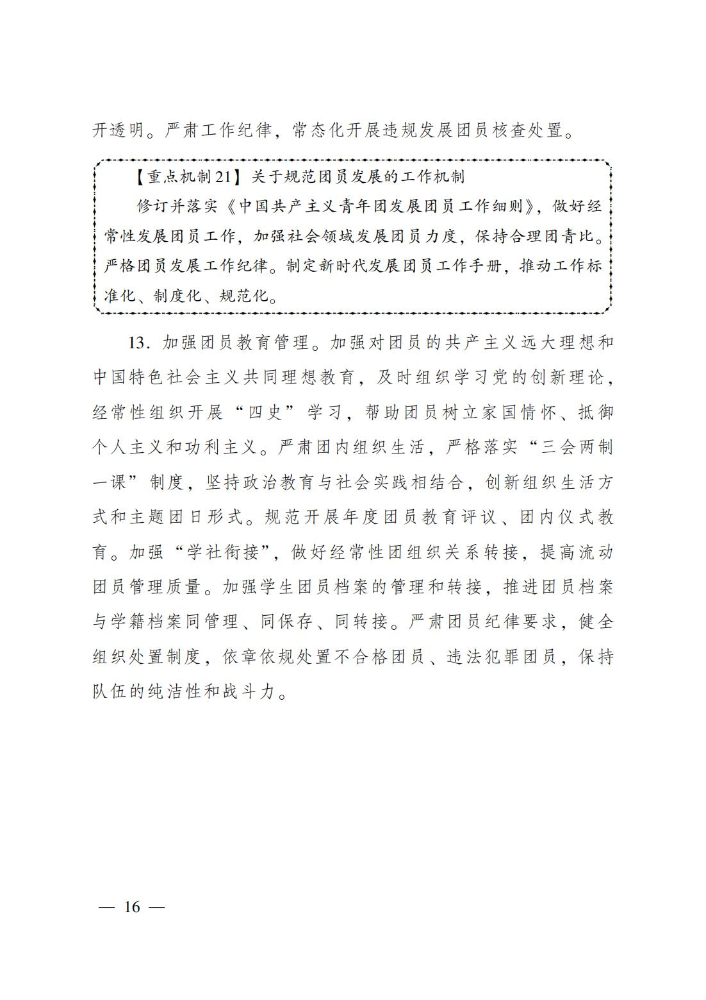 开透明。严肃工作纪律，常态化开展违规发展团员核查处置。
【重点机制21】关于规范团员发展的工作机制
修订并落实《中国共产主义青年团发展团员工作细则》，做好经
常性发展团员工作，加强社会领域发展团员力度，保持合理团青比。
严格团员发展工作纪律。制定新时代发展团员工作手册，推动工作标
准化、制度化、规范化。
13. 加强团员教育管理。加强对团员的共产主义远大理想和
中国特色社会主义共同理想教育，及时组织学习党的创新理论，
经常性组织开展“四史”学习，帮助团员树立家国情怀、抵御
个人主义和功利主义。严肃团内组织生活，严格落实“三会两制
一课”制度，坚持政治教育与社会实践相结合，创新组织生活方
式和主题团日形式。规范开展年度团员教育评议、团内仪式教
育。加强“学社衔接”，做好经常性团组织关系转接，提高流动
团员管理质量。加强学生团员档案的管理和转接，推进团员档案
与学籍档案同管理、同保存、同转接。严肃团员纪律要求，健全
组织处置制度，依章依规处置不合格团员、违法犯罪团员，保持
队伍的纯洁性和战斗力。
— 16 —